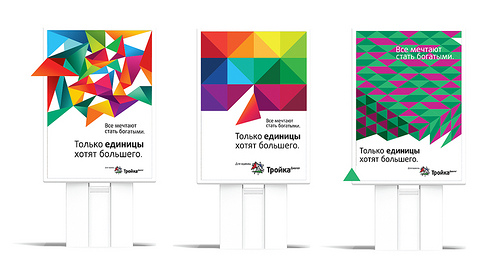 Все мечтают
стать богатыми.
Только единицы
хотят большего.
Тройка
Все мечтают
стать богатыми.
Только единицы
хотят большего.
Тройка
Все мечтают
стать богатыми.
Только единицы
хотят большего.
Тройка